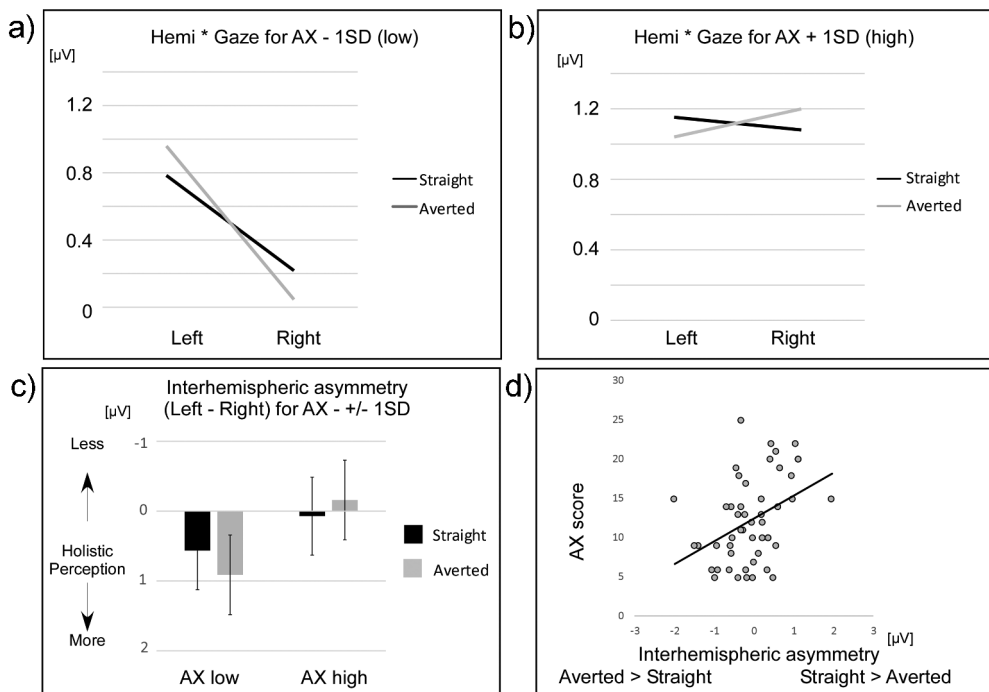 a)
Hemi * Gaze for AX - 1SD (low)
[µV]
1.2
0.8
0.4
0
Left Right
Straight
Averted
b)
Hemi * Gaze for AX + 1SD (high)
[µV]
1.2
0.8
0.4
0
Left Right
Straight
Averted
c)
Interhemispheric asymmetry
(Left - Right) for AX - +/- 1SD
[µV]
Less
Holistic
Perception
More
-1
0
1
2
AX low AX high
Straight
Averted
d)
AX score
30
25
20
15
10
5
0
-3 -2 -1 0 1 2 3
[µV]
Interhemispheric asymmetry
Averted > Straight Straight > Averted